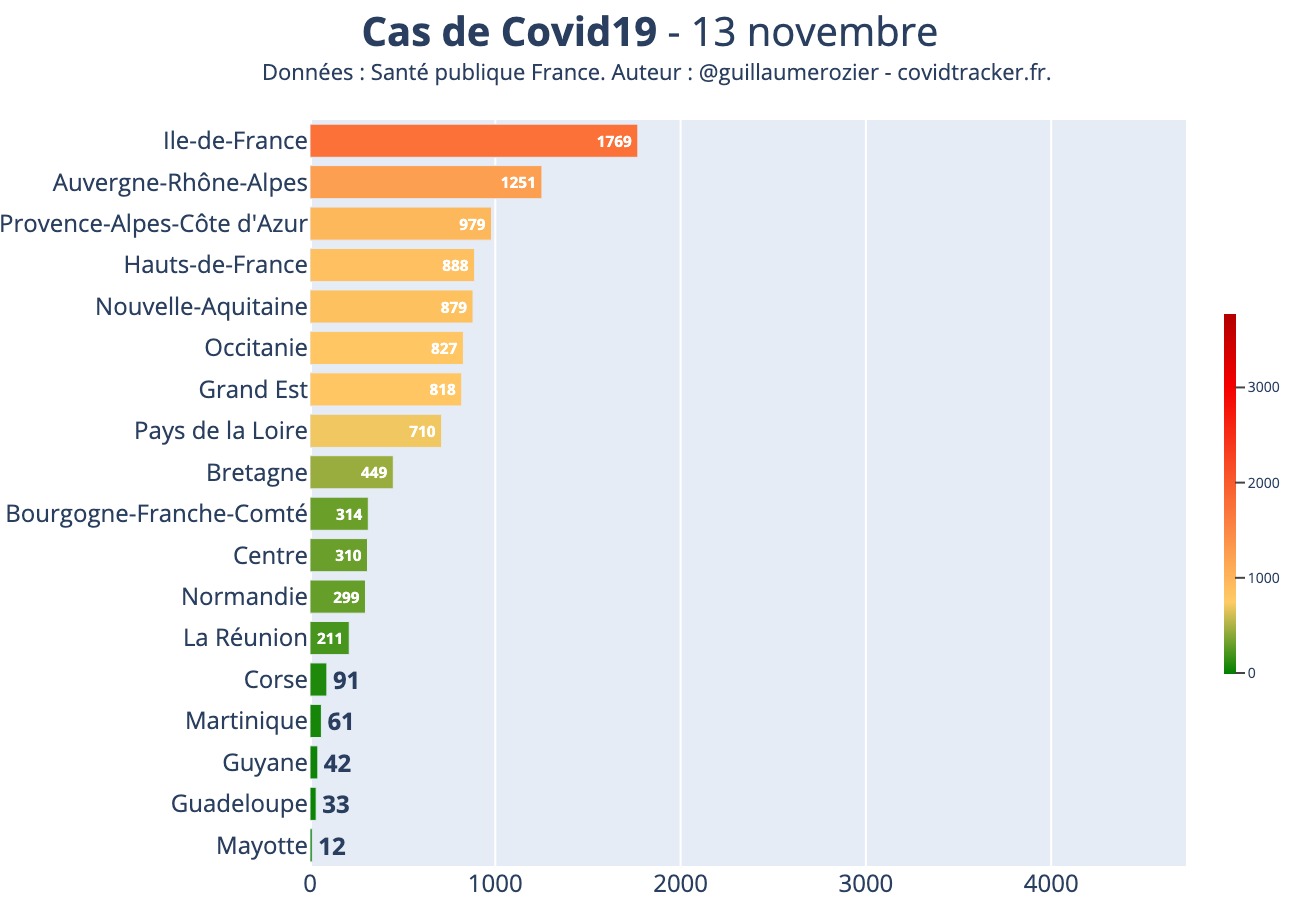 Cas de Covid19 - 13 novembre
Données : Santé publique France. Auteur : @guillaumerozier - covidtracker.fr.
Ile-de-France 1769
Auvergne-Rhône-Alpes 1251
Provence-Alpes-Côte d'Azur 979
Hauts-de-France 888
Nouvelle-Aquitaine 879
Occitanie 827
Grand Est 818
Pays de la Loire 710
Bretagne 449
Bourgogne-Franche-Comté 314
Centre 310
Normandie 299
La Réunion 211
Corse 91
Martinique 61
Guyane 42
Guadeloupe 33
Mayotte 12
0 1000 2000 3000 4000
3000
2000
1000
0